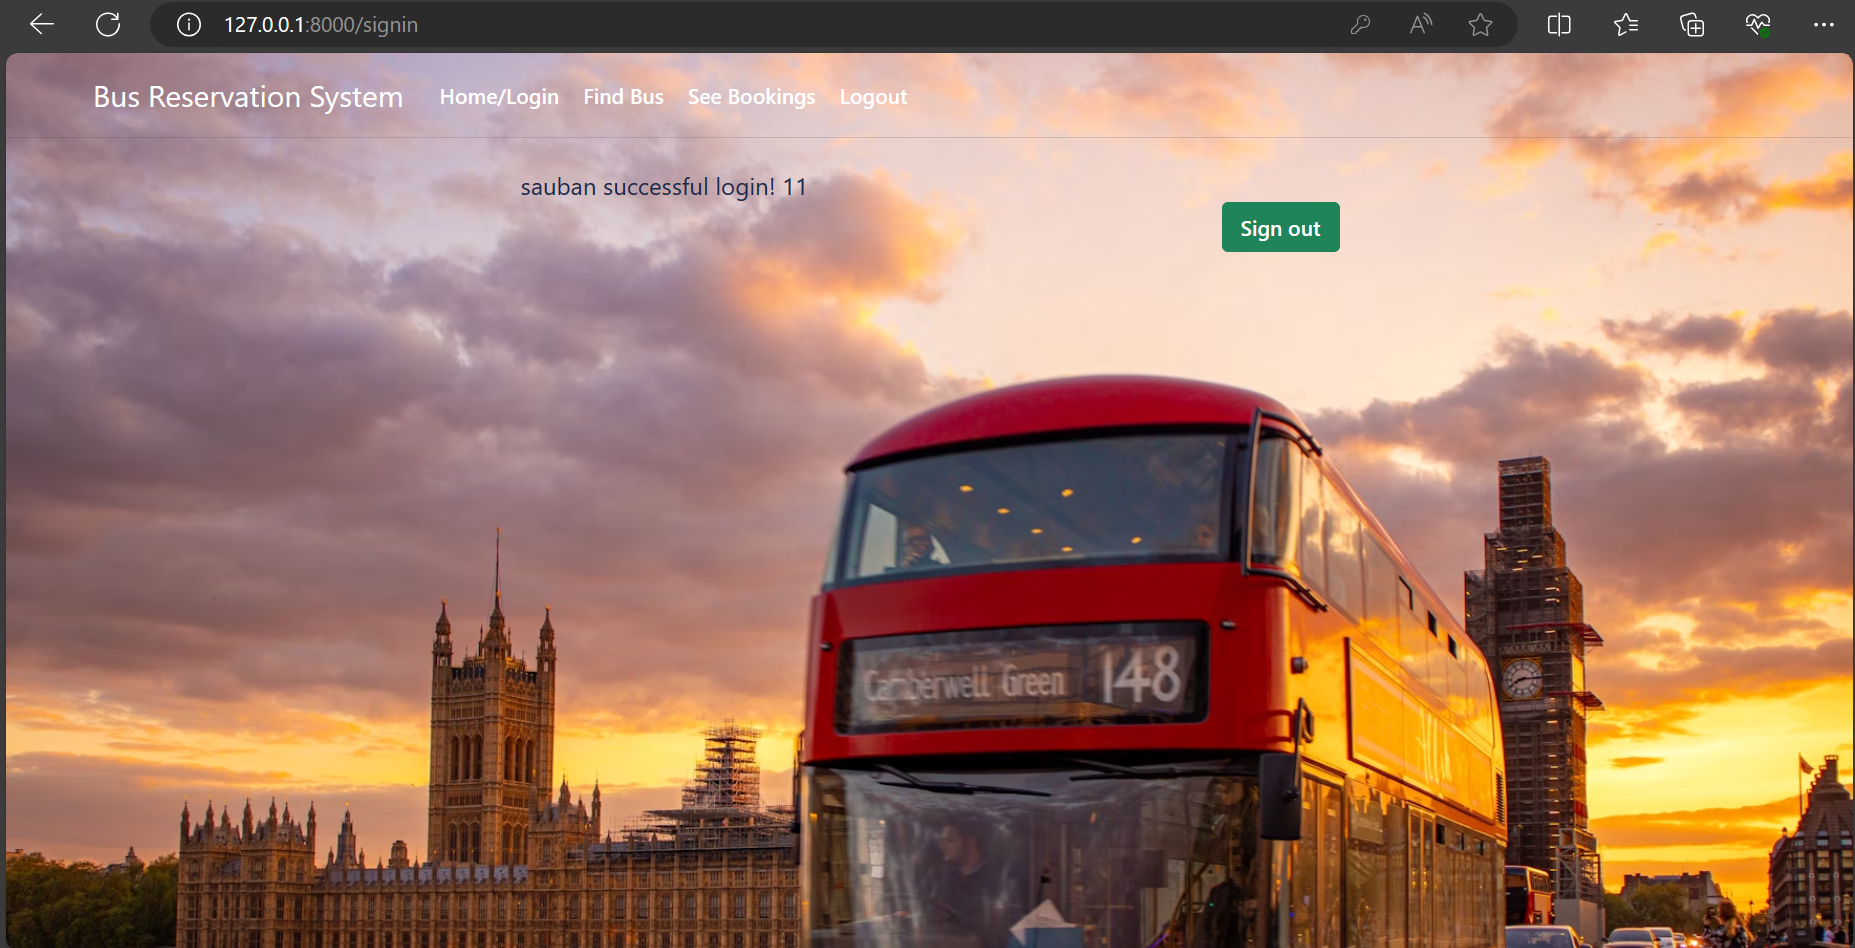 127.0.0.1:8000/signin
Bus Reservation System Home/Login Find Bus See Bookings Logout
sauban successful login! 11
Sign out
Camberwell Green 148